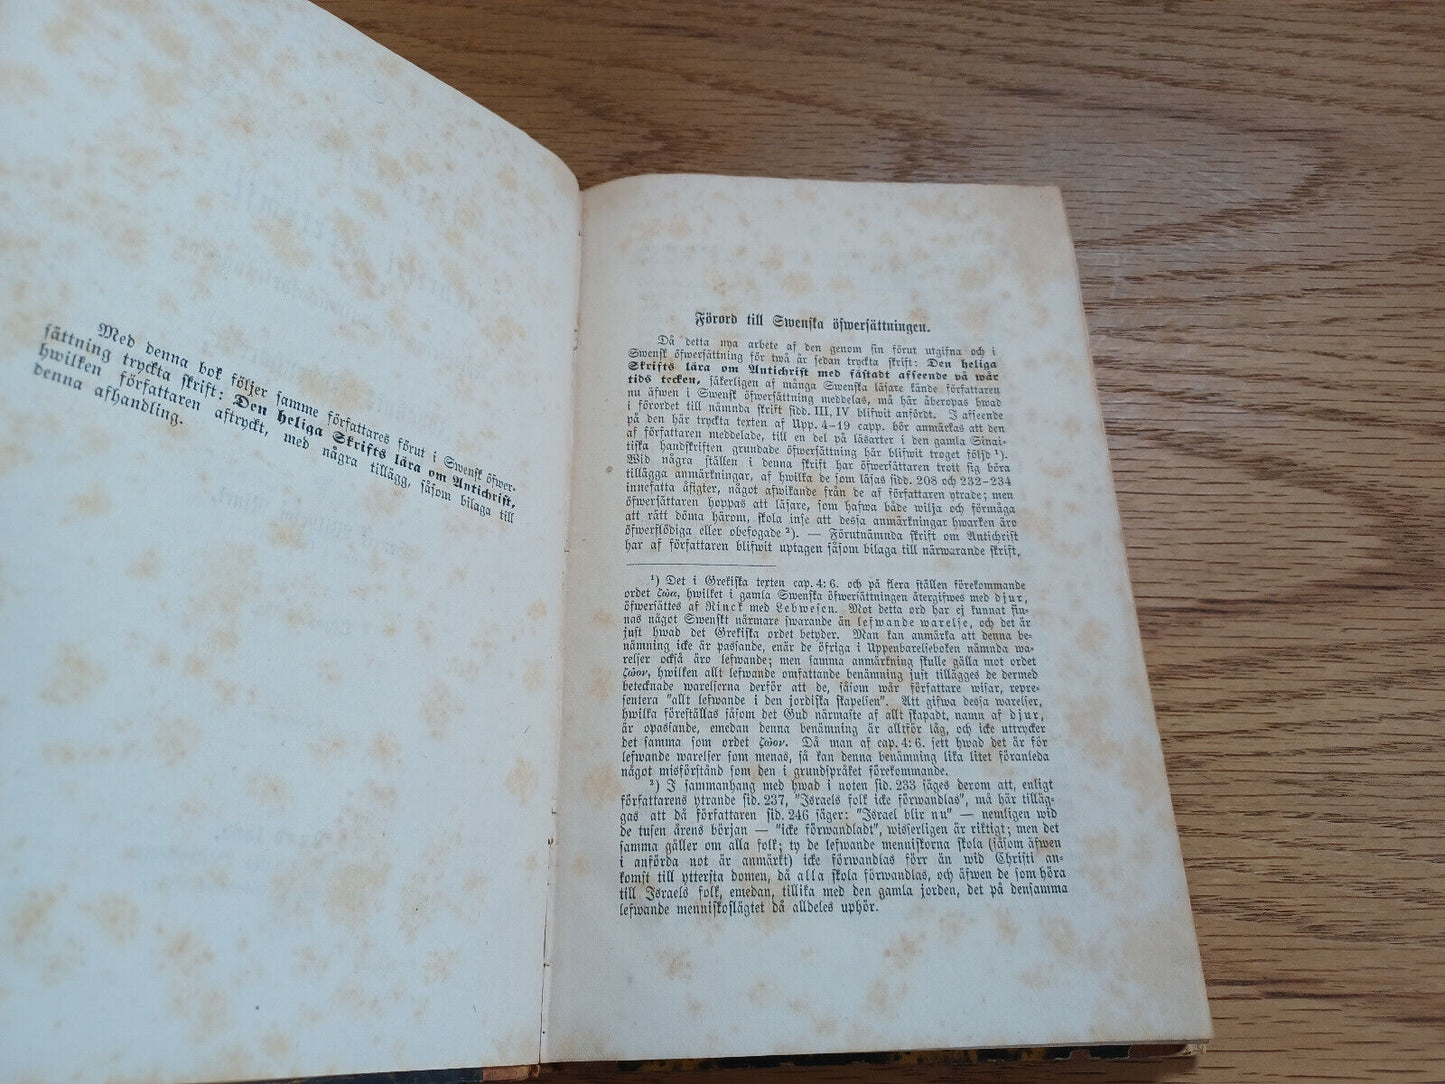 Med denna bok följer samme författares förut i Swensk öfwer-
sättning tryckta skrift: Den heliga Skrifts lära om Antichrist,
hwilken författaren aftryckt, med några tillägg, såsom bilaga till
denna afhandling.
Förord till Swenska öfwersättningen.
Då detta nya arbete af den genom sin förut utgifna och i
Swensk öfwersättning för två år sedan tryckta skrift: Den heliga
Skrifts lära om Antichrist med fästadt afseende på wår
tids tecken, säkerligen af många Swenska läsare kände författaren
nu äfwen i Swensk öfwersättning meddelas, må här åberopas hwad
i förordet till nämnda skrift sidd. III, IV blifwit anfördt. I afseende
på den här tryckta texten af Upp. 4–19 capp. bör anmärkas att den
af författaren meddelade, till en del på läsarter i den gamla Sinai-
tiska handskriften grundade öfwersättning här blifwit troget följd ¹).
Wid några ställen i denna skrift har öfwersättaren trott sig böra
tillägga anmärkningar, af hwilka de som läsas sidd. 208 och 232–234
innefatta åsigter, något afwikande från de af författaren yttrade; men
öfwersättaren hoppas att läsare, som hafwa både wilja och förmåga
att rätt döma härom, skola inse att dessa anmärkningar hwarken äro
öfwerflödiga eller obefogade ²). — Förutnämnda skrift om Antichrist
har af författaren blifwit upptagen såsom bilaga till närwarande skrift,
¹) Det i Grekiska texten cap. 4: 6. och på flera ställen förekommande
ordet ζῶα, hwilket i gamla Swenska öfwersättningen återgifwes med djur,
öfwersättes af Rinck med Lebwesen. Mot detta ord har ej kunnat fin-
nas något Swenskt närmare swarande än lefwande warelse, och det är
just hwad det Grekiska ordet betyder. Man kan anmärka att denna be-
nämning icke är passande, enär de öfriga i Uppenbarelseboken nämnda wa-
relser också äro lefwande; men samma anmärkning skulle gälla mot ordet
ζῶον, hwilken allt lefwande omfattande benämning just tillägges de dermed
betecknade warelserna derför att de, såsom wår författare wisar, repre-
sentera "allt lefwande i den jordiska skapelsen". Att gifwa dessa warelser,
hwilka föreställas såsom det Gud närmaste af allt skapadt, namn af djur,
är opassande, emedan denna benämning är alltför låg, och icke uttrycker
det samma som ordet ζῶον. Då man af cap. 4: 6. sett hwad det är för
lefwande warelser som menas, så kan denna benämning lika litet föranleda
något misförstånd som den i grundspråket förekommande.
²) I sammanhang med hwad i noten sid. 233 säges derom att, enligt
författarens yttrande sid. 237, "Israels folk icke förwandlas", må här tilläg-
gas att då författaren sid. 246 säger: "Israel blir nu" — nemligen wid
de tusen årens början — "icke förwandladt", wisserligen är riktigt; men det
samma gäller om alla folk; ty de lefwande menniskorna skola (såsom äfwen
i anförda not är anmärkt) icke förwandlas förr än wid Christi an-
komst till yttersta domen, då alla skola förwandlas, och äfwen de som höra
till Israels folk, emedan, tillika med den gamla jorden, det på densamma
lefwande menniskoslägtet då alldeles uphör.